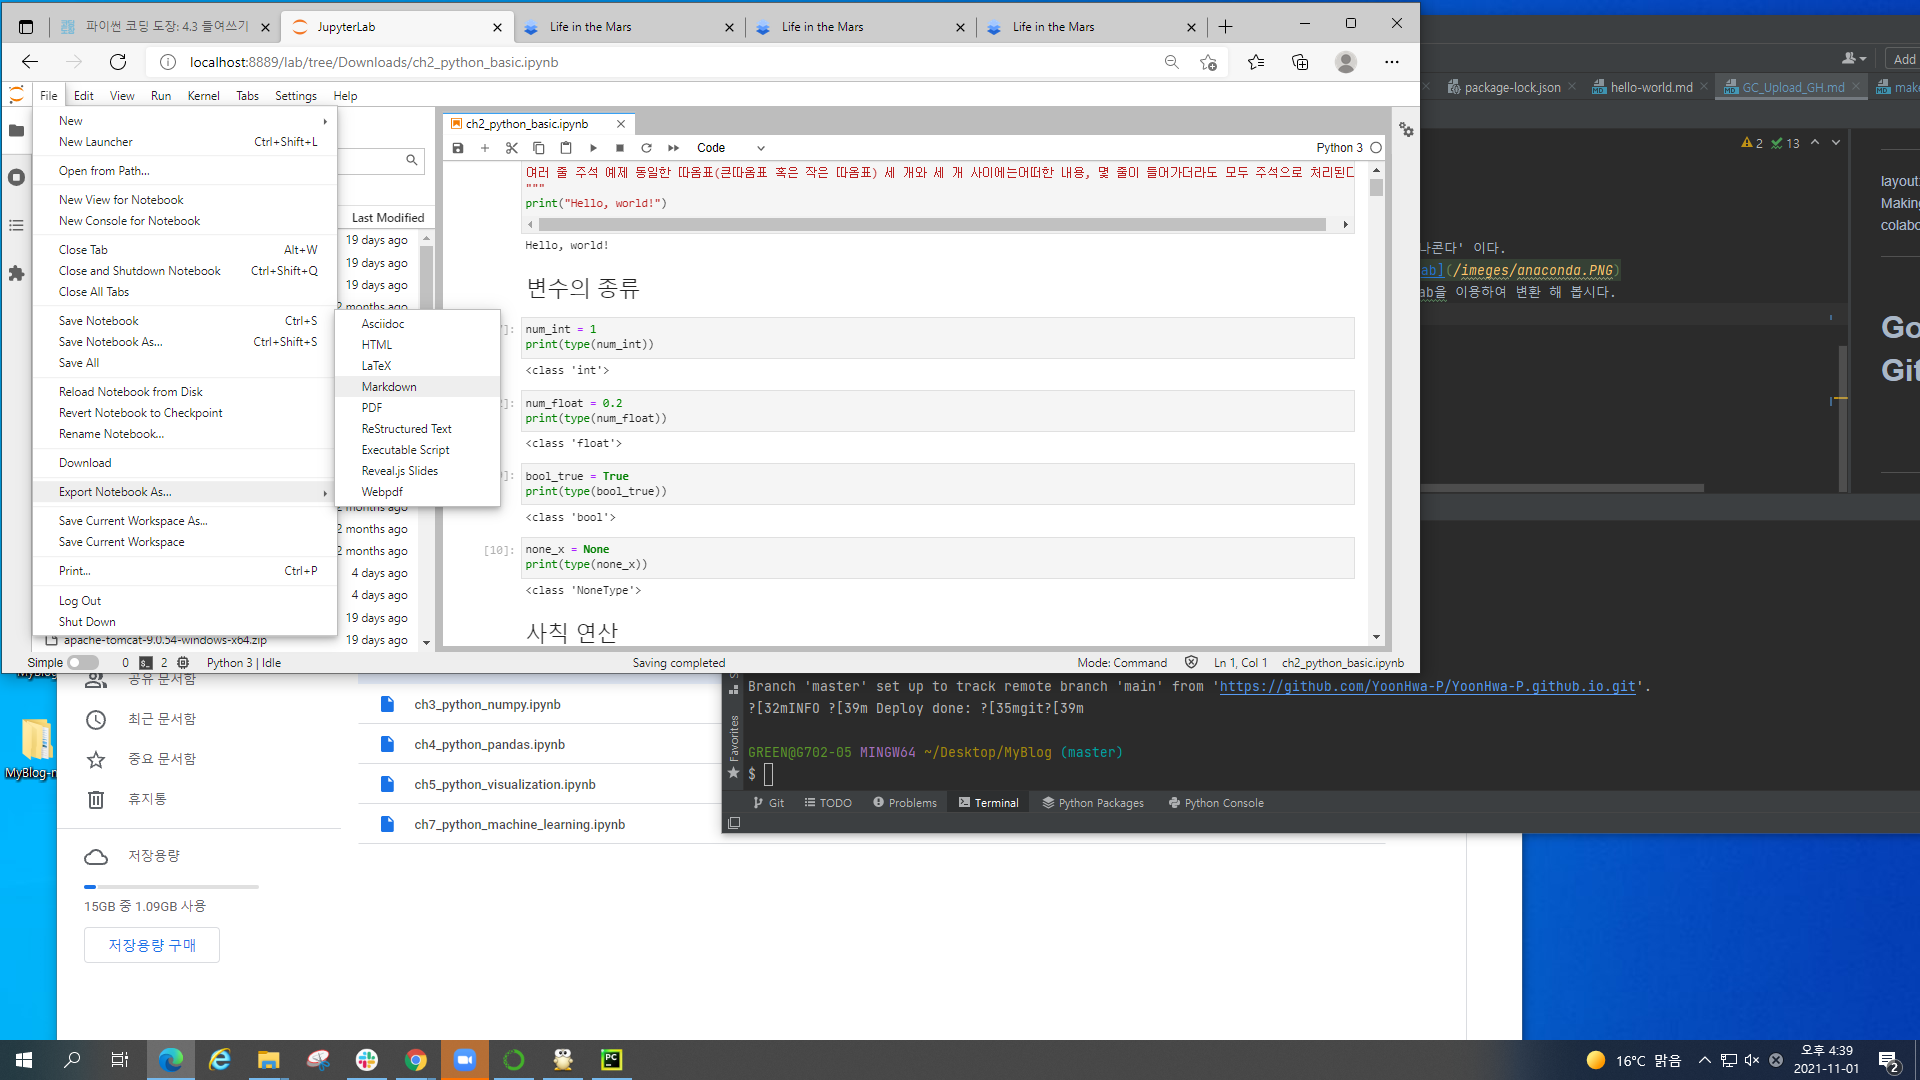 파이썬 코딩 도장: 4.3 들여쓰기
JupyterLab
Life in the Mars
Life in the Mars
Life in the Mars
localhost:8889/lab/tree/Downloads/ch2_python_basic.ipynb
File Edit View Run Kernel Tabs Settings Help
New
New Launcher Ctrl+Shift+L
Open from Path...
New View for Notebook
New Console for Notebook
Close Tab Alt+W
Close and Shutdown Notebook Ctrl+Shift+Q
Close All Tabs
Save Notebook Ctrl+S
Save Notebook As... Ctrl+Shift+S
Save All
Reload Notebook from Disk
Revert Notebook to Checkpoint
Rename Notebook...
Download
Export Notebook As...
Save Current Workspace As...
Save Current Workspace
Print... Ctrl+P
Log Out
Shut Down
Asciidoc
HTML
LaTeX
Markdown
PDF
ReStructured Text
Executable Script
Reveal.js Slides
Webpdf
Last Modified
19 days ago
19 days ago
19 days ago
2 months ago
2 months ago
2 months ago
2 months ago
4 days ago
4 days ago
19 days ago
apache-tomcat-9.0.54-windows-x64.zip 19 days ago
ch2_python_basic.ipynb
Code
Python 3
여러 줄 주석 예제 동일한 따옴표(큰따옴표 혹은 작은 따옴표) 세 개와 세 개 사이에는어떠한 내용, 몇 줄이 들어가더라도 모두 주석으로 처리된다
"""
print("Hello, world!")
Hello, world!
변수의 종류
num_int = 1
print(type(num_int))
<class 'int'>
num_float = 0.2
print(type(num_float))
<class 'float'>
bool_true = True
print(type(bool_true))
<class 'bool'>
[10]: none_x = None
print(type(none_x))
<class 'NoneType'>
사칙 연산
Simple 0 2 Python 3 | Idle Saving completed Mode: Command Ln 1, Col 1 ch2_python_basic.ipynb
Add
package-lock.json
hello-world.md
GC_Upload_GH.md
make
2 13
layout:
Making
colabo
나콘다' 이다.
ab](/imeges/anaconda.PNG)
ab을 이용하여 변환 해 봅시다.
Go
Git
Branch 'master' set up to track remote branch 'main' from 'https://github.com/YoonHwa-P/YoonHwa-P.github.io.git'.
?[32mINFO ?[39m Deploy done: ?[35mgit?[39m
GREEN@G702-05 MINGW64 ~/Desktop/MyBlog (master)
$
Favorites
Git TODO Problems Terminal Python Packages Python Console
MyBlog
MyBlog-m
공유 문서함
최근 문서함
중요 문서함
휴지통
저장용량
15GB 중 1.09GB 사용
저장용량 구매
ch3_python_numpy.ipynb
ch4_python_pandas.ipynb
ch5_python_visualization.ipynb
ch7_python_machine_learning.ipynb
PC
16°C 맑음
오후 4:39
2021-11-01
2